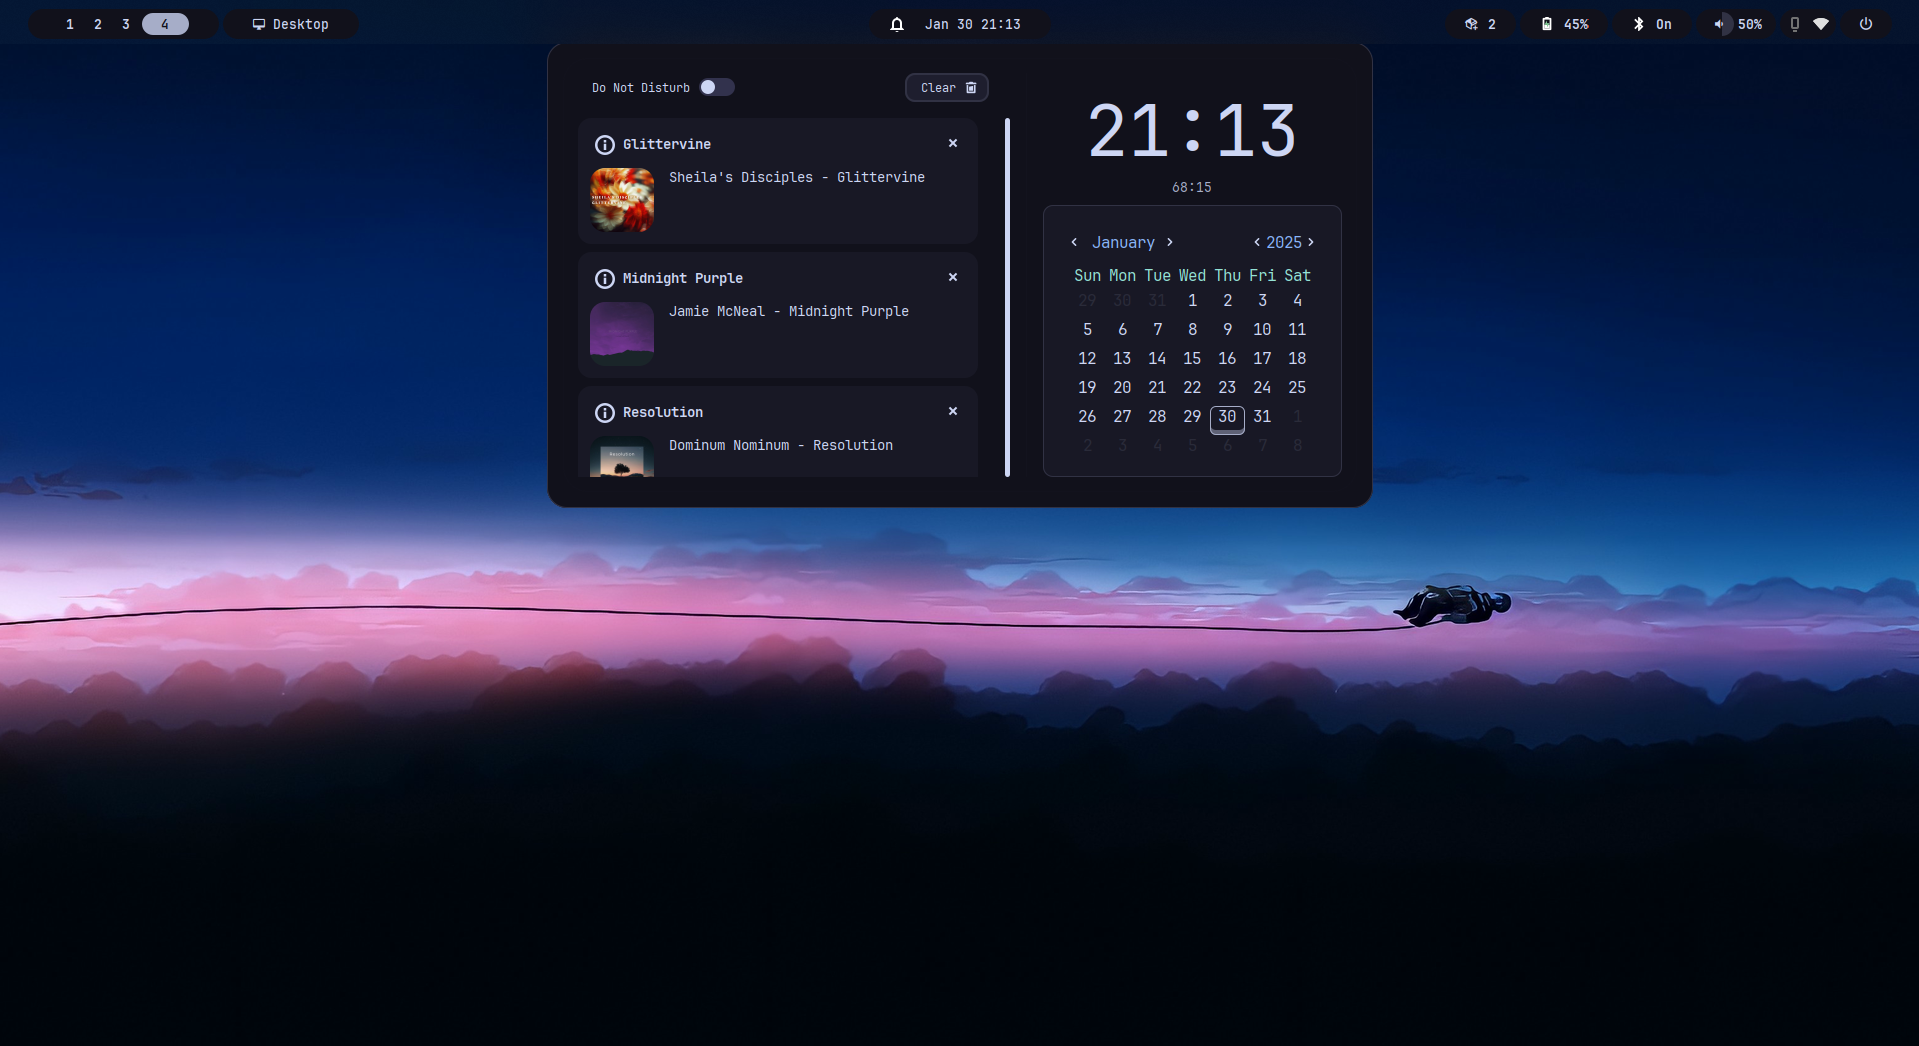 1 2 3 4 Desktop
Jan 30 21:13
2 45% On 50%
Do Not Disturb
Clear
Glittervine
Sheila's Disciples - Glittervine
Midnight Purple
Jamie McNeal - Midnight Purple
Resolution
Resolution
Dominum Nominum - Resolution
21:13
68:15
January 2025
Sun Mon Tue Wed Thu Fri Sat
29 30 31 1 2 3 4
5 6 7 8 9 10 11
12 13 14 15 16 17 18
19 20 21 22 23 24 25
26 27 28 29 30 31 1
2 3 4 5 6 7 8